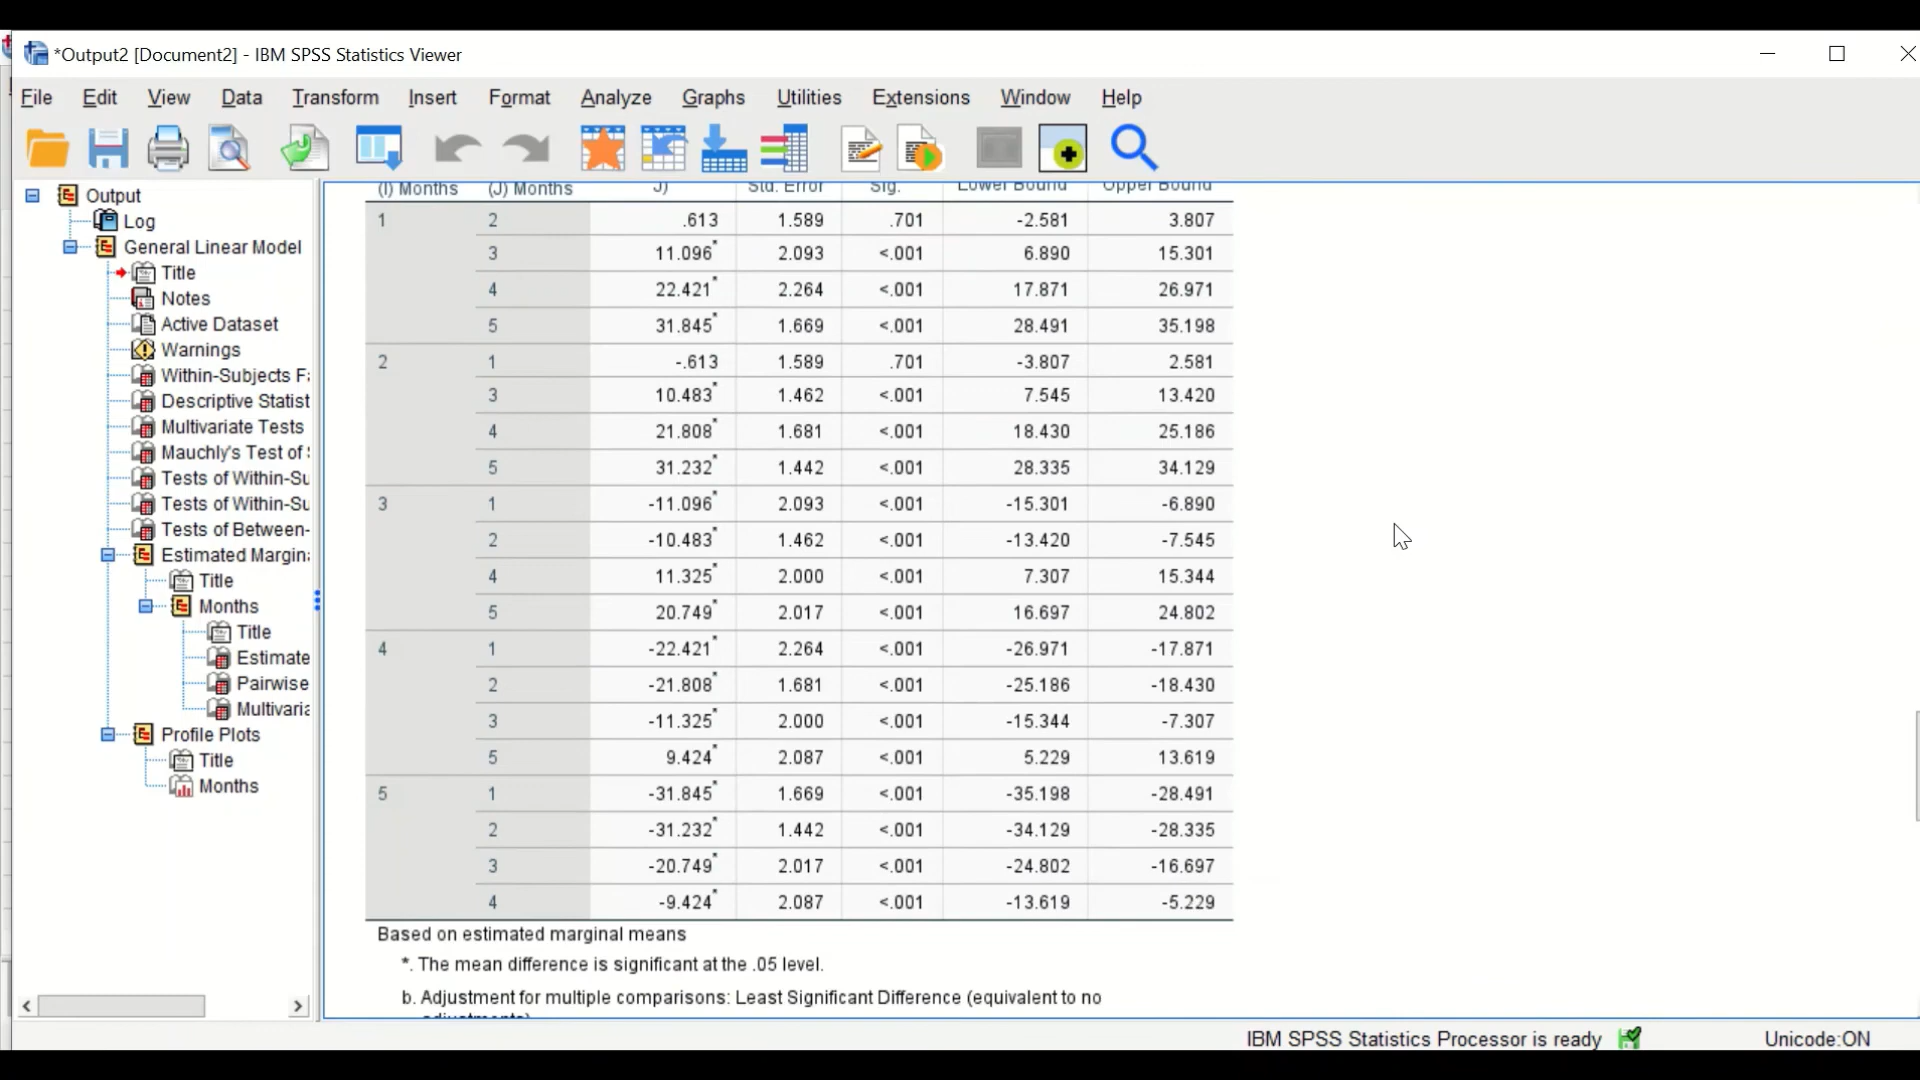 *Output2 [Document2] - IBM SPSS Statistics Viewer
File Edit View Data Transform Insert Format Analyze Graphs Utilities Extensions Window Help
Output
Log
General Linear Model
Title
Notes
Active Dataset
Warnings
Within-Subjects Fa
Descriptive Statist
Multivariate Tests
Mauchly's Test of S
Tests of Within-Su
Tests of Within-Su
Tests of Between-
Estimated Margina
Title
Months
Title
Estimate
Pairwise
Multivaria
Profile Plots
Title
Months
(I) Months (J) Months J) Std. Error Sig. Lower Bound Upper Bound
1 2 .613 1.589 .701 -2.581 3.807
3 11.096* 2.093 <.001 6.890 15.301
4 22.421* 2.264 <.001 17.871 26.971
5 31.845* 1.669 <.001 28.491 35.198
2 1 -.613 1.589 .701 -3.807 2.581
3 10.483* 1.462 <.001 7.545 13.420
4 21.808* 1.681 <.001 18.430 25.186
5 31.232* 1.442 <.001 28.335 34.129
3 1 -11.096* 2.093 <.001 -15.301 -6.890
2 -10.483* 1.462 <.001 -13.420 -7.545
4 11.325* 2.000 <.001 7.307 15.344
5 20.749* 2.017 <.001 16.697 24.802
4 1 -22.421* 2.264 <.001 -26.971 -17.871
2 -21.808* 1.681 <.001 -25.186 -18.430
3 -11.325* 2.000 <.001 -15.344 -7.307
5 9.424* 2.087 <.001 5.229 13.619
5 1 -31.845* 1.669 <.001 -35.198 -28.491
2 -31.232* 1.442 <.001 -34.129 -28.335
3 -20.749* 2.017 <.001 -24.802 -16.697
4 -9.424* 2.087 <.001 -13.619 -5.229
Based on estimated marginal means
*. The mean difference is significant at the .05 level.
b. Adjustment for multiple comparisons: Least Significant Difference (equivalent to no
adjustments)
IBM SPSS Statistics Processor is ready Unicode:ON